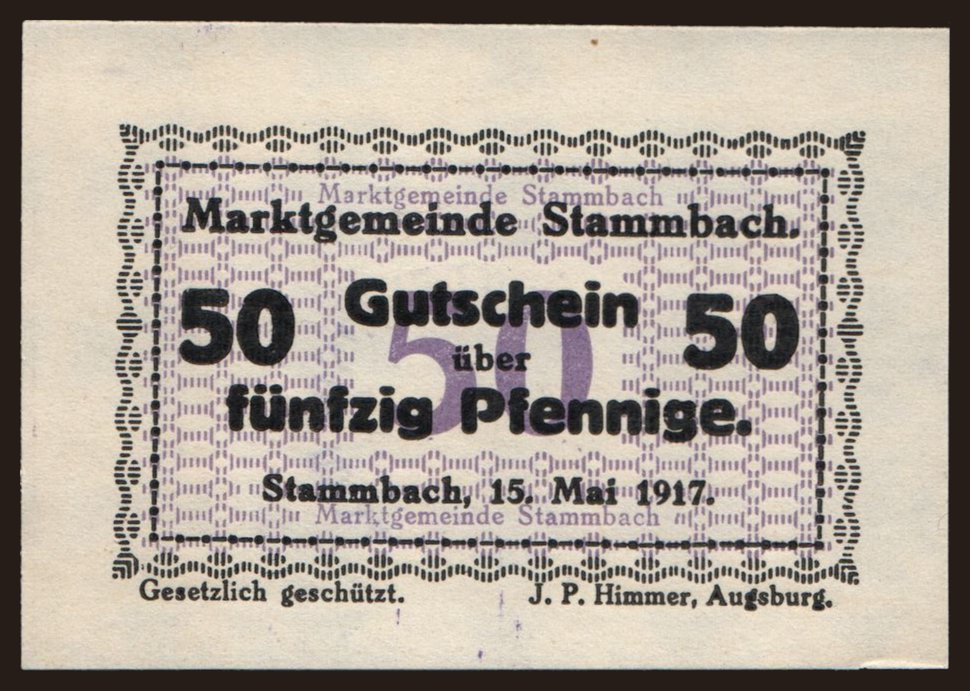 Marktgemeinde Stammbach
Marktgemeinde Stammbach.
50 Gutschein 50
50
über
fünfzig Pfennige.
Stammbach, 15. Mai 1917.
Marktgemeinde Stammbach
Gesetzlich geschützt. J. P. Himmer, Augsburg.